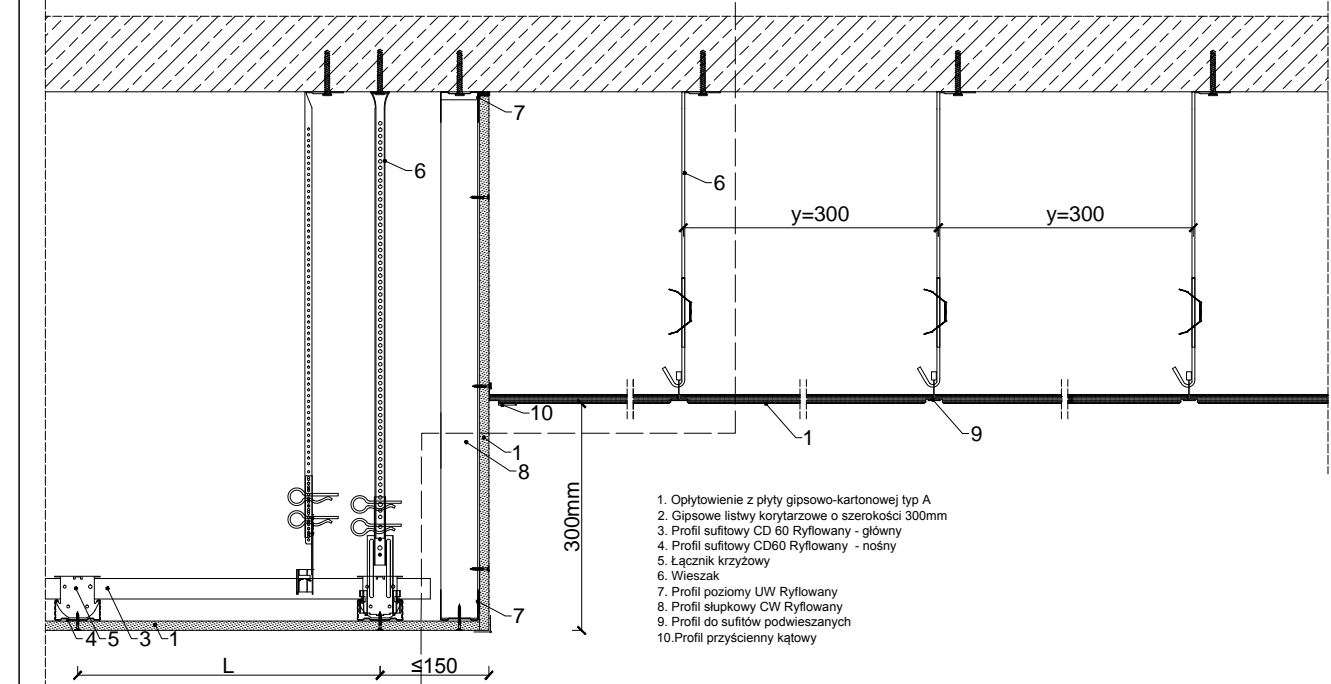 7
6
6
y=300
y=300
10
1
9
1
8
300mm
7
4
5
3
1
L
≤150
1. Opłytowienie z płyty gipsowo-kartonowej typ A
2. Gipsowe listwy korytarzowe o szerokości 300mm
3. Profil sufitowy CD 60 Ryflowany - główny
4. Profil sufitowy CD60 Ryflowany - nośny
5. Łącznik krzyżowy
6. Wieszak
7. Profil poziomy UW Ryflowany
8. Profil słupkowy CW Ryflowany
9. Profil do sufitów podwieszanych
10.Profil przyścienny kątowy